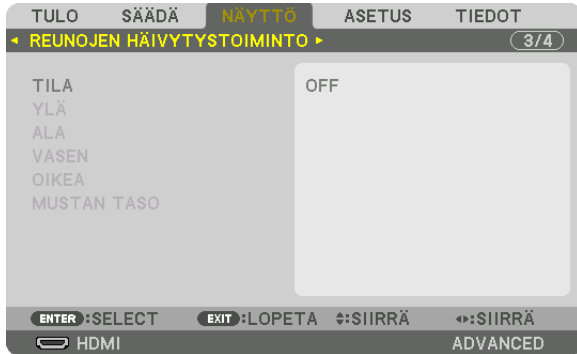 TULO SÄÄDÄ NÄYTTÖ ASETUS TIEDOT
REUNOJEN HÄIVYTYSTOIMINTO 3/4
TILA OFF
YLÄ
ALA
VASEN
OIKEA
MUSTAN TASO
ENTER :SELECT EXIT :LOPETA :SIIRRÄ :SIIRRÄ
HDMI ADVANCED